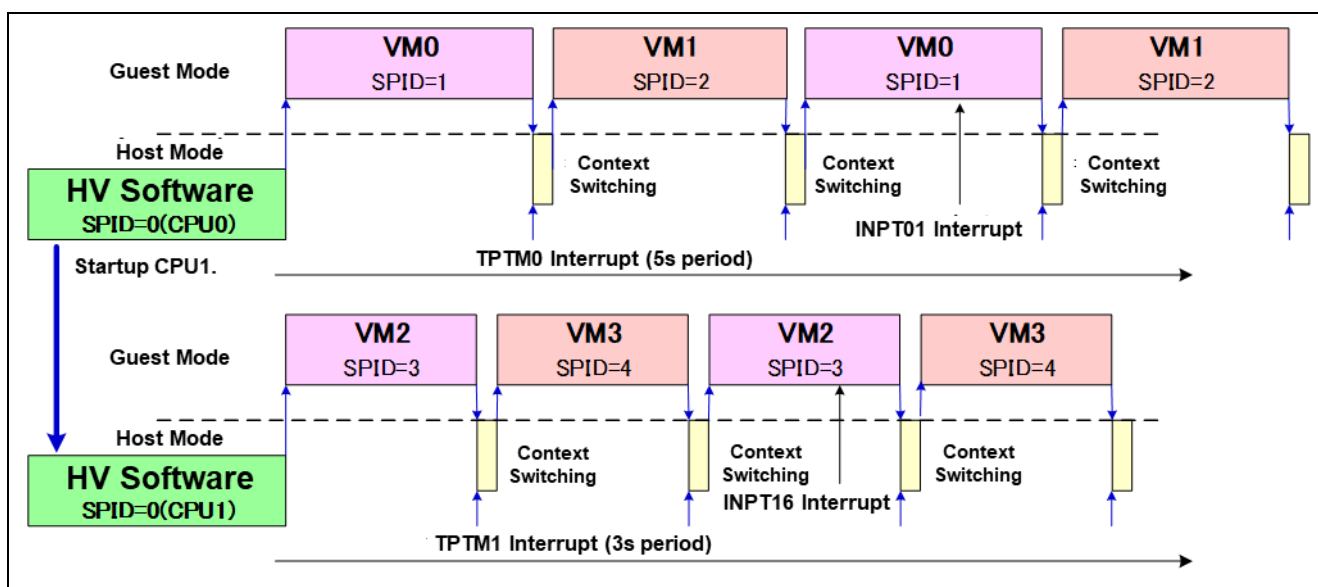 VM0
SPID=1
VM1
SPID=2
VM0
SPID=1
VM1
SPID=2
Guest Mode
Host Mode
HV Software
SPID=0(CPU0)
Context
Switching
Context
Switching
: Context
Switching
INPT01 Interrupt
Startup CPU1.
TPTM0 Interrupt (5s period)
VM2
SPID=3
VM3
SPID=4
VM2
SPID=3
VM3
SPID=4
Guest Mode
Host Mode
HV Software
SPID=0(CPU1)
Context
Switching
Context
Switching
Context
Switching
INPT16 Interrupt
TPTM1 Interrupt (3s period)